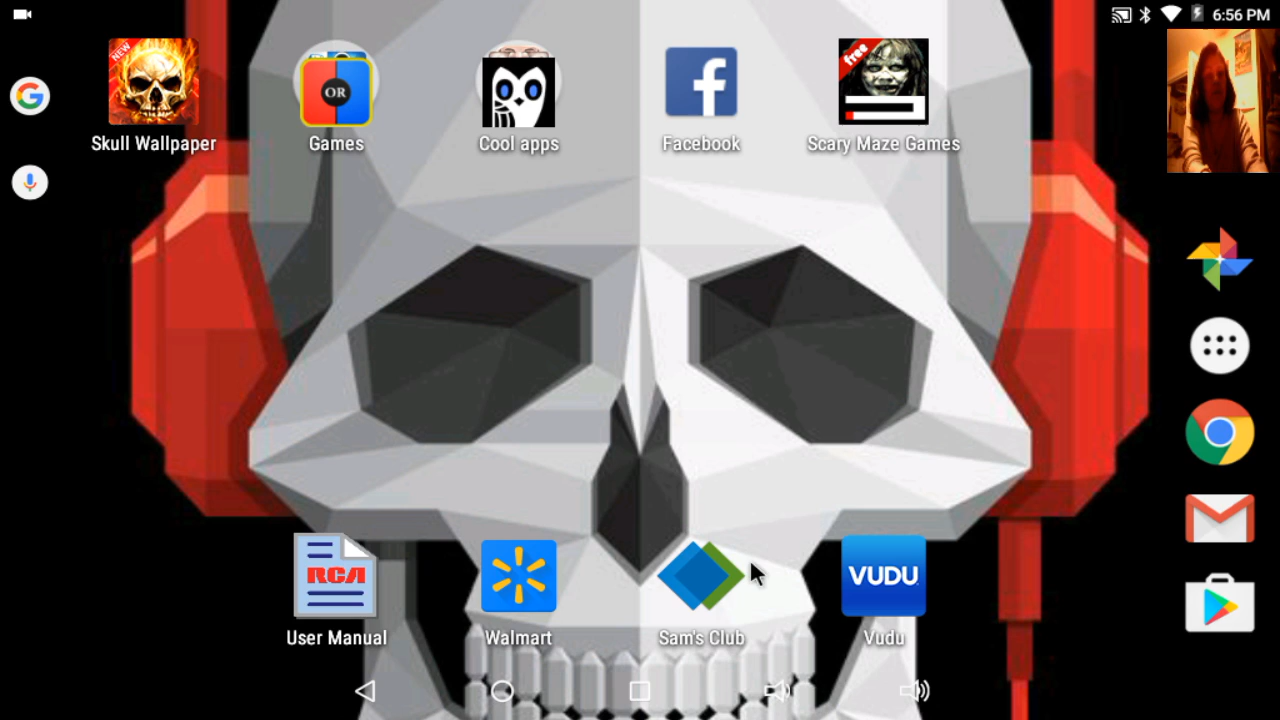 6:56 PM
NEW
OR
free
Skull Wallpaper
Games
Cool apps
Facebook
Scary Maze Games
RCA
VUDU
User Manual
Walmart
Sam's Club
Vudu